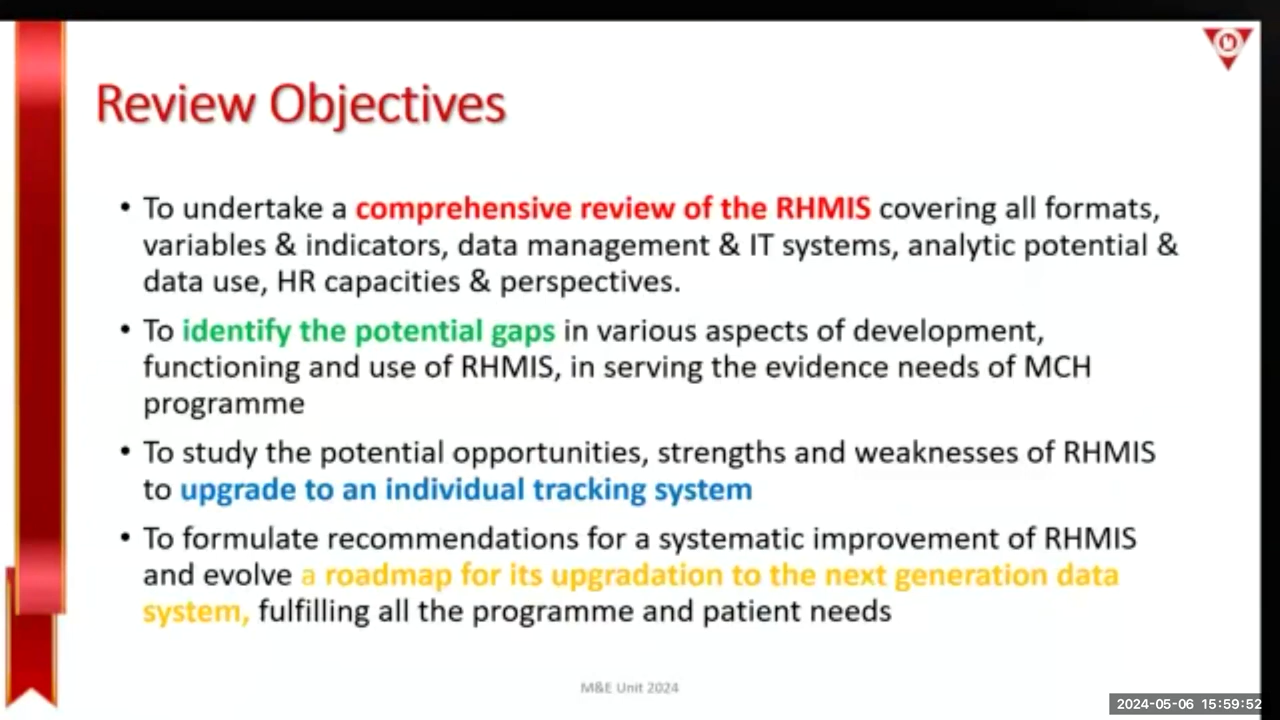 Review Objectives
• To undertake a comprehensive review of the RHMIS covering all formats,
variables & indicators, data management & IT systems, analytic potential &
data use, HR capacities & perspectives.
• To identify the potential gaps in various aspects of development,
functioning and use of RHMIS, in serving the evidence needs of MCH
programme
• To study the potential opportunities, strengths and weaknesses of RHMIS
to upgrade to an individual tracking system
• To formulate recommendations for a systematic improvement of RHMIS
and evolve a roadmap for its upgradation to the next generation data
system, fulfilling all the programme and patient needs
M&E Unit 2024
2024-05-06 15:59:52